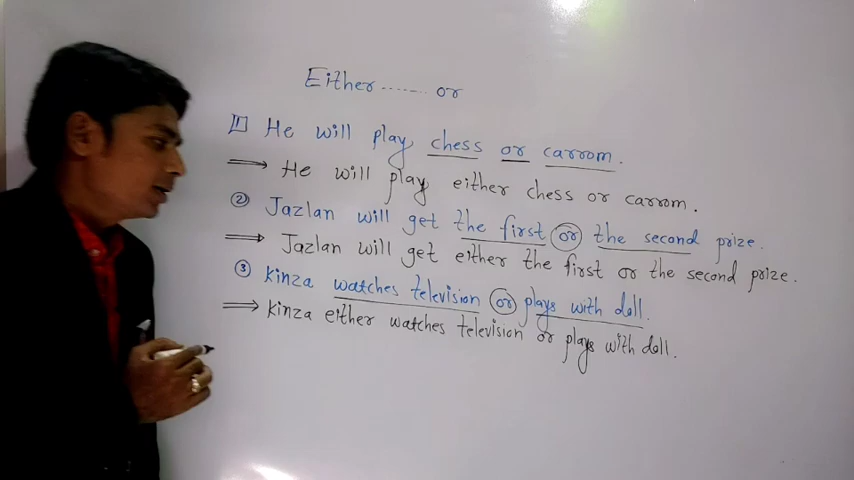 Either ...... or
1 He will play chess or carrom.
⟹ He will play either chess or carrom.
② Jazlan will get the first or the second prize.
⟹ Jazlan will get either the first or the second prize.
③ Kinza watches television or plays with doll.
⟹ Kinza either watches television or plays with doll.